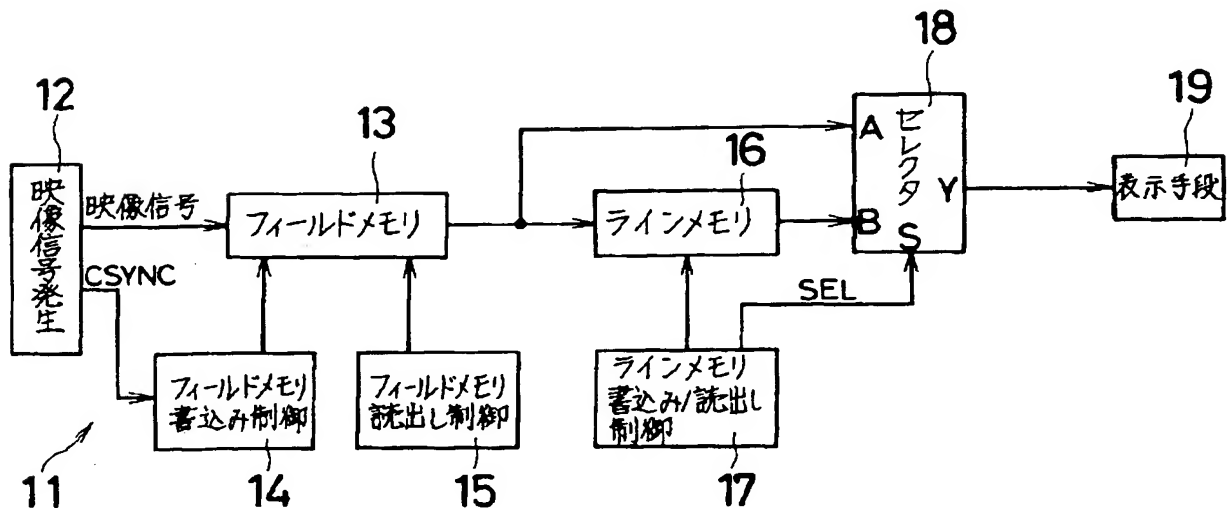 18
12
19
13
16
映像信号発生
映像信号
フィールドメモリ
ラインメモリ
A
セレクタ
Y
B
S
表示手段
CSYNC
SEL
フィールドメモリ
書込み制御
フィールドメモリ
読出し制御
ラインメモリ
書込み/読出し
制御
11
14
15
17